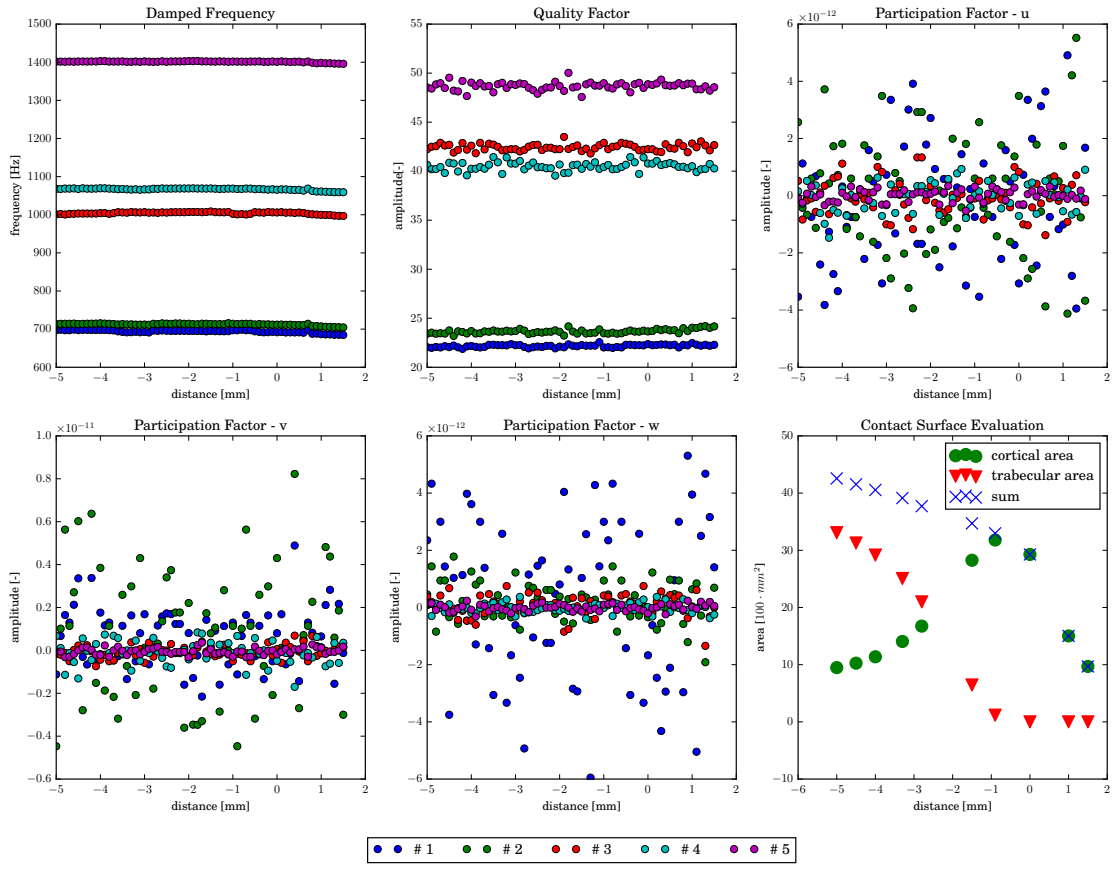 Damped Frequency
1500
1400
1300
1200
1100
1000
900
800
700
600
frequency [Hz]
−5 −4 −3 −2 −1 0 1 2
distance [mm]
Quality Factor
55
50
45
40
35
30
25
20
amplitude[-]
−5 −4 −3 −2 −1 0 1 2
distance [mm]
Participation Factor - u
×10⁻¹²
6
4
2
0
−2
−4
−6
amplitude [-]
−5 −4 −3 −2 −1 0 1 2
distance [mm]
Participation Factor - v
×10⁻¹¹
1.0
0.8
0.6
0.4
0.2
0.0
−0.2
−0.4
−0.6
amplitude [-]
−5 −4 −3 −2 −1 0 1 2
distance [mm]
Participation Factor - w
×10⁻¹²
6
4
2
0
−2
−4
−6
amplitude [-]
−5 −4 −3 −2 −1 0 1 2
distance [mm]
Contact Surface Evaluation
cortical area
trabecular area
sum
50
40
30
20
10
0
−10
area [100 · mm²]
−6 −5 −4 −3 −2 −1 0 1 2
distance [mm]
# 1 # 2 # 3 # 4 # 5